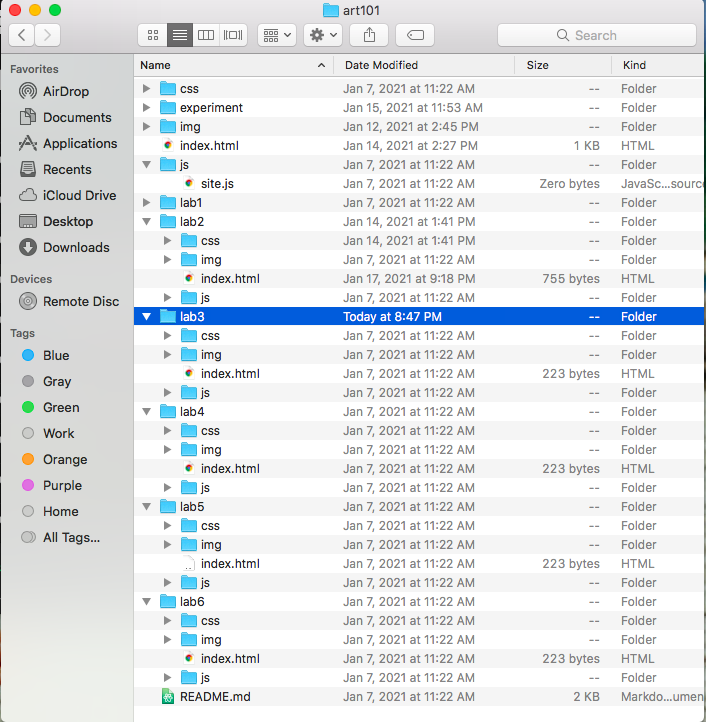 art101
Search
Favorites
AirDrop
Documents
Applications
Recents
iCloud Drive
Desktop
Downloads
Devices
Remote Disc
Tags
Blue
Gray
Green
Work
Orange
Purple
Home
All Tags...
Name Date Modified Size Kind
css Jan 7, 2021 at 11:22 AM -- Folder
experiment Jan 15, 2021 at 11:53 AM -- Folder
img Jan 12, 2021 at 2:45 PM -- Folder
index.html Jan 14, 2021 at 2:27 PM 1 KB HTML
js Jan 7, 2021 at 11:22 AM -- Folder
site.js Jan 7, 2021 at 11:22 AM Zero bytes JavaSc...source
lab1 Jan 7, 2021 at 11:22 AM -- Folder
lab2 Jan 14, 2021 at 1:41 PM -- Folder
css Jan 14, 2021 at 1:41 PM -- Folder
img Jan 7, 2021 at 11:22 AM -- Folder
index.html Jan 17, 2021 at 9:18 PM 755 bytes HTML
js Jan 7, 2021 at 11:22 AM -- Folder
lab3 Today at 8:47 PM -- Folder
css Jan 7, 2021 at 11:22 AM -- Folder
img Jan 7, 2021 at 11:22 AM -- Folder
index.html Jan 7, 2021 at 11:22 AM 223 bytes HTML
js Jan 7, 2021 at 11:22 AM -- Folder
lab4 Jan 7, 2021 at 11:22 AM -- Folder
css Jan 7, 2021 at 11:22 AM -- Folder
img Jan 7, 2021 at 11:22 AM -- Folder
index.html Jan 7, 2021 at 11:22 AM 223 bytes HTML
js Jan 7, 2021 at 11:22 AM -- Folder
lab5 Jan 7, 2021 at 11:22 AM -- Folder
css Jan 7, 2021 at 11:22 AM -- Folder
img Jan 7, 2021 at 11:22 AM -- Folder
index.html Jan 7, 2021 at 11:22 AM 223 bytes HTML
js Jan 7, 2021 at 11:22 AM -- Folder
lab6 Jan 7, 2021 at 11:22 AM -- Folder
css Jan 7, 2021 at 11:22 AM -- Folder
img Jan 7, 2021 at 11:22 AM -- Folder
index.html Jan 7, 2021 at 11:22 AM 223 bytes HTML
js Jan 7, 2021 at 11:22 AM -- Folder
README.md Jan 7, 2021 at 11:22 AM 2 KB Markdo...umen